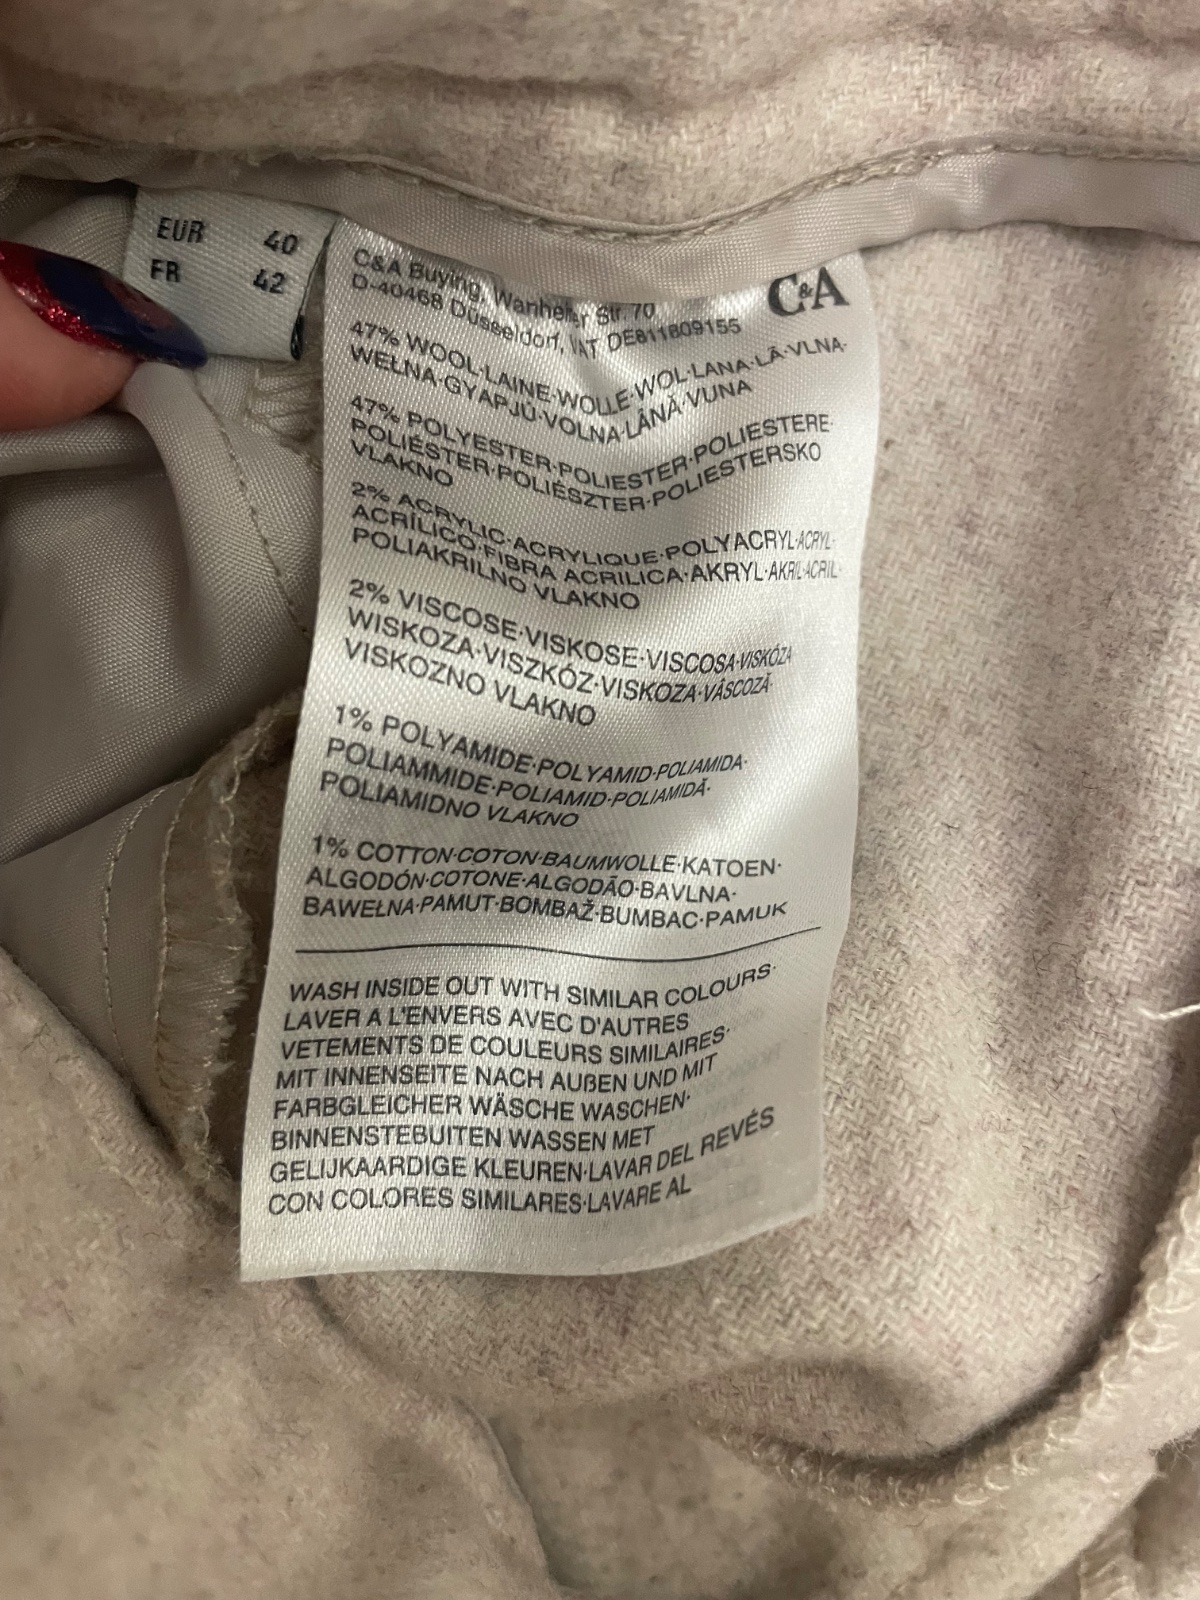 EUR 40
FR 42
C&A
C&A Buying, Wanheimer Str. 70
D-40468 Düsseldorf, VAT DE811809155
47% WOOL·LAINE·WOLLE·WOL·LANA·LÃ·VLNA·
WEŁNA·GYAPJÚ·VOLNA·LÂNĂ·VUNA
47% POLYESTER·POLIESTER·POLIESTERE·
POLIÉSTER·POLIÉSZTER·POLIESTERSKO
VLAKNO
2% ACRYLIC·ACRYLIQUE·POLYACRYL·ACRYL·
ACRÍLICO·FIBRA ACRILICA·AKRYL·AKRIL·ACRIL·
POLIAKRILNO VLAKNO
2% VISCOSE·VISKOSE·VISCOSA·VISKÓZA
WISKOZA·VISZKÓZ·VISKOZA·VÂSCOZĂ·
VISKOZNO VLAKNO
1% POLYAMIDE·POLYAMID·POLIAMIDA·
POLIAMMIDE·POLIAMID·POLIAMIDĂ·
POLIAMIDNO VLAKNO
1% COTTON·COTON·BAUMWOLLE·KATOEN·
ALGODÓN·COTONE·ALGODÃO·BAVLNA·
BAWEŁNA·PAMUT·BOMBAŽ·BUMBAC·PAMUK
WASH INSIDE OUT WITH SIMILAR COLOURS·
LAVER A L'ENVERS AVEC D'AUTRES
VETEMENTS DE COULEURS SIMILAIRES·
MIT INNENSEITE NACH AUßEN UND MIT
FARBGLEICHER WÄSCHE WASCHEN·
BINNENSTEBUITEN WASSEN MET
GELIJKAARDIGE KLEUREN·LAVAR DEL REVÉS
CON COLORES SIMILARES·LAVARE AL